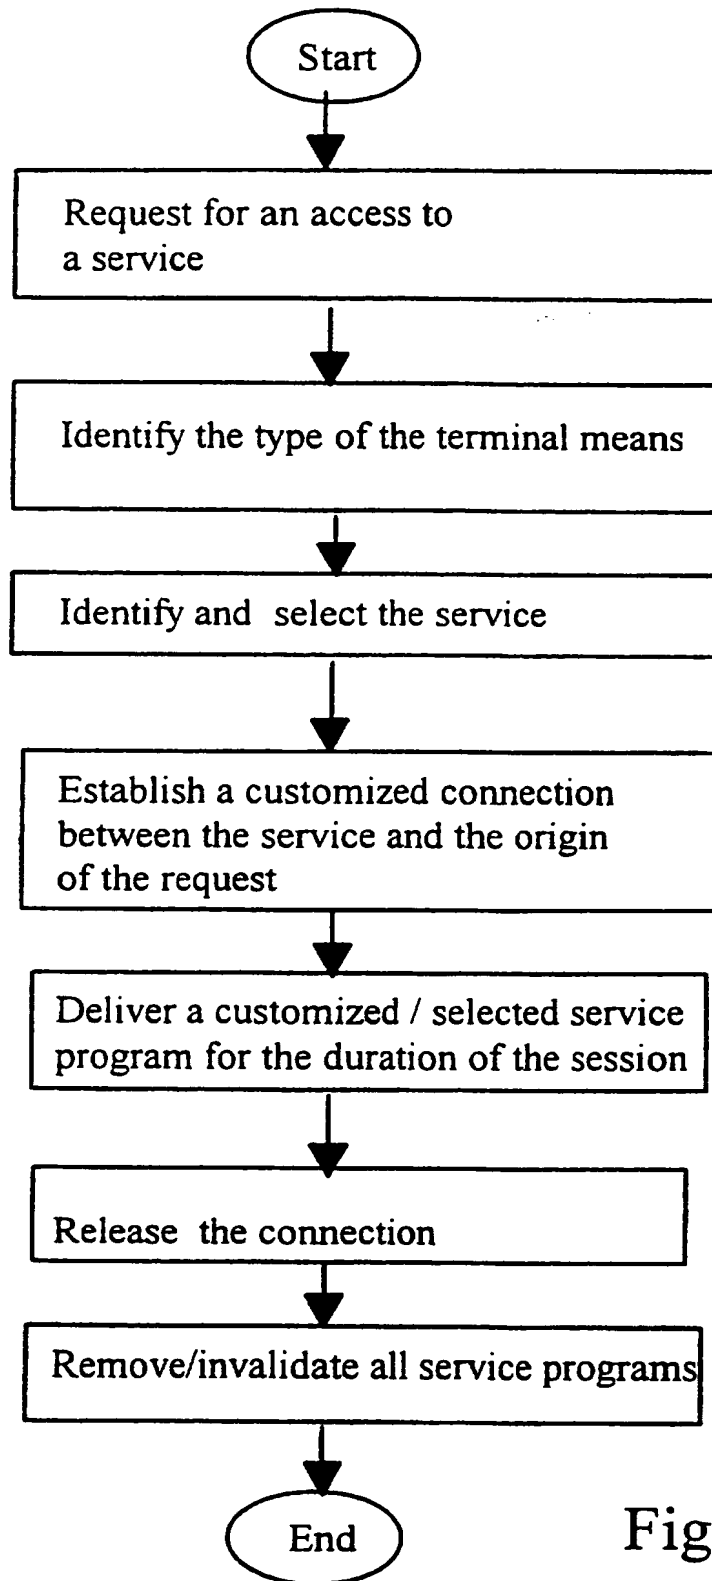 Start
Request for an access to
a service
Identify the type of the terminal means
Identify and select the service
Establish a customized connection
between the service and the origin
of the request
Deliver a customized / selected service
program for the duration of the session
Release the connection
Remove/invalidate all service programs
End
Fig